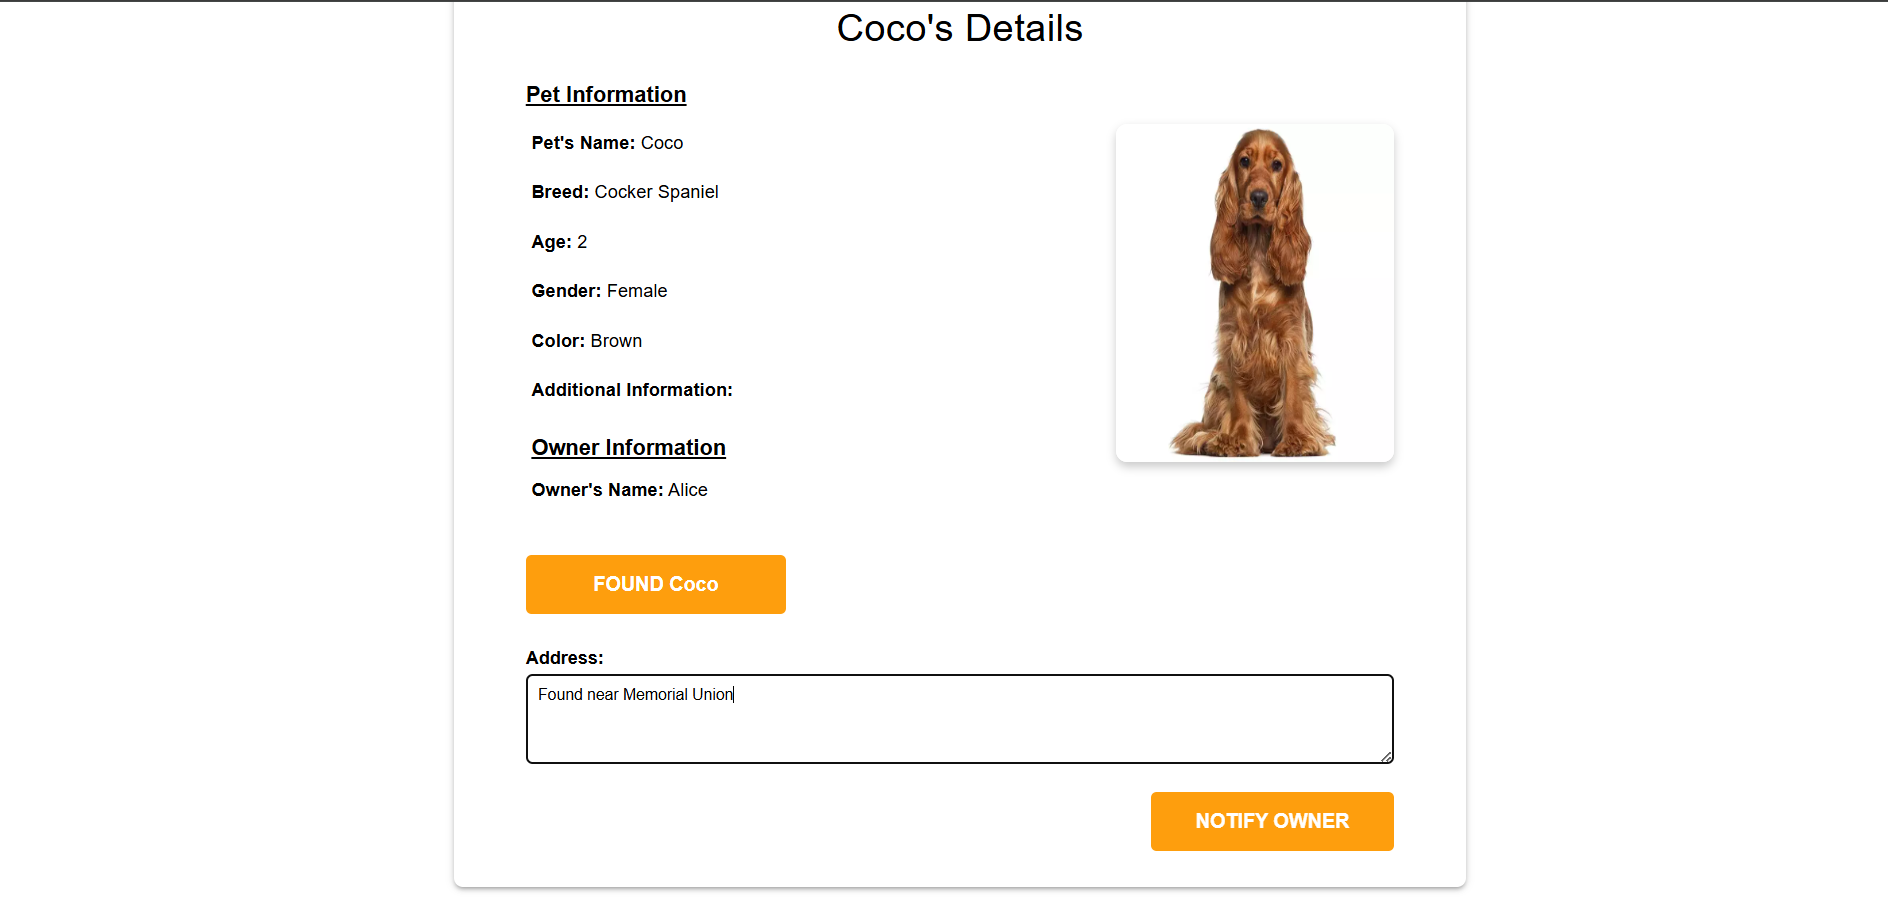 Coco's Details
Pet Information
Pet's Name: Coco
Breed: Cocker Spaniel
Age: 2
Gender: Female
Color: Brown
Additional Information:
Owner Information
Owner's Name: Alice
FOUND Coco
Address:
Found near Memorial Union
NOTIFY OWNER